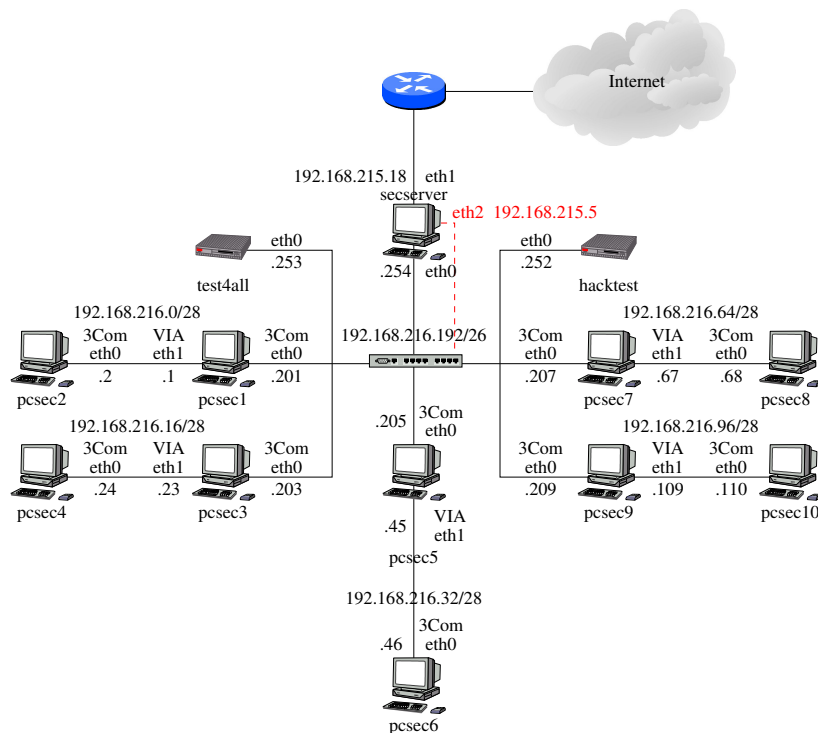 Internet
192.168.215.18 eth1
secserver
eth2 192.168.215.5
eth0
.253
test4all
.254 eth0
eth0
.252
hacktest
192.168.216.0/28
192.168.216.192/26
192.168.216.64/28
3Com
eth0
.2
VIA
eth1
.1
3Com
eth0
.201
pcsec2
pcsec1
3Com
eth0
.207
VIA
eth1
.67
3Com
eth0
.68
pcsec7
pcsec8
192.168.216.16/28
3Com
eth0
.24
VIA
eth1
.23
3Com
eth0
.203
pcsec4
pcsec3
.205
3Com
eth0
.45
VIA
eth1
pcsec5
192.168.216.96/28
3Com
eth0
.209
VIA
eth1
.109
3Com
eth0
.110
pcsec9
pcsec10
192.168.216.32/28
3Com
.46 eth0
pcsec6